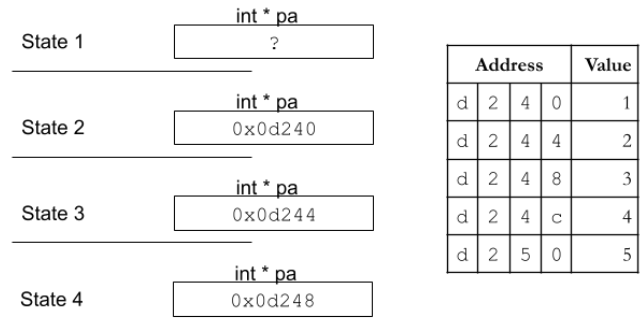 int * pa
State 1 ?
int * pa
State 2 0x0d240
int * pa
State 3 0x0d244
int * pa
State 4 0x0d248
Address Value
d 2 4 0 1
d 2 4 4 2
d 2 4 8 3
d 2 4 c 4
d 2 5 0 5